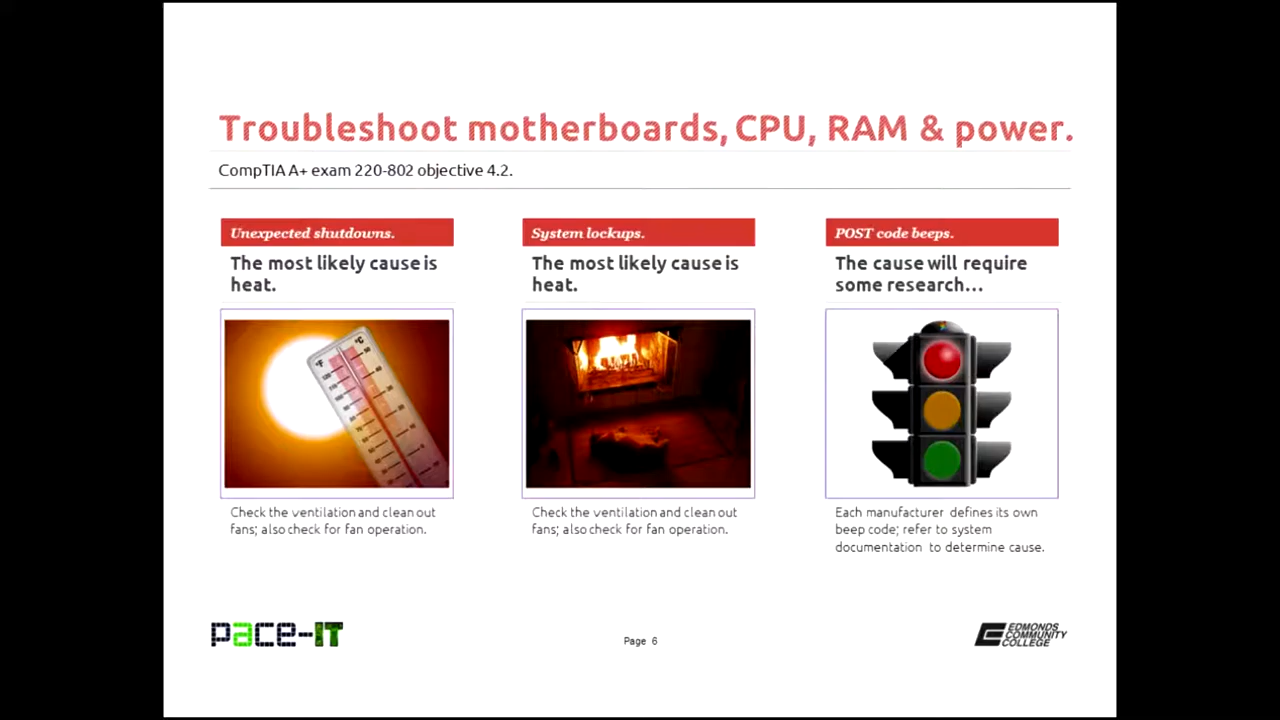 Troubleshoot motherboards, CPU, RAM & power.
CompTIA A+ exam 220-802 objective 4.2.
Unexpected shutdowns.
The most likely cause is
heat.
Check the ventilation and clean out
fans; also check for fan operation.
System lockups.
The most likely cause is
heat.
Check the ventilation and clean out
fans; also check for fan operation.
POST code beeps.
The cause will require
some research...
Each manufacturer defines its own
beep code; refer to system
documentation to determine cause.
pace-IT
Page 6
EDMONDS
COMMUNITY
COLLEGE